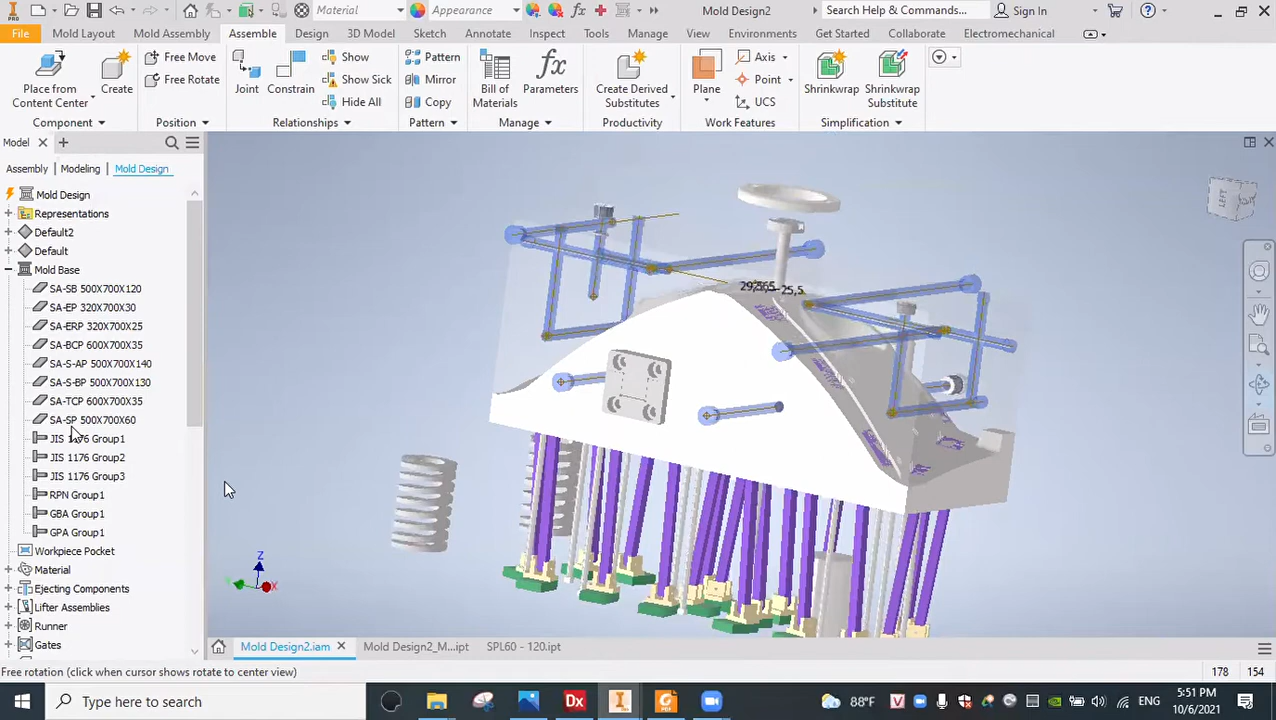 Material
Appearance
Mold Design2
Search Help & Commands...
Sign In
File
Mold Layout
Mold Assembly
Assemble
Design
3D Model
Sketch
Annotate
Inspect
Tools
Manage
View
Environments
Get Started
Collaborate
Electromechanical
Place from
Content Center
Create
Free Move
Free Rotate
Joint
Constrain
Show
Show Sick
Hide All
Pattern
Mirror
Copy
Bill of
Materials
Parameters
Create Derived
Substitutes
Plane
Axis
Point
UCS
Shrinkwrap
Shrinkwrap
Substitute
Component
Position
Relationships
Pattern
Manage
Productivity
Work Features
Simplification
Model
Assembly
Modeling
Mold Design
Mold Design
Representations
Default2
Default
Mold Base
SA-SB 500X700X120
SA-EP 320X700X30
SA-ERP 320X700X25
SA-BCP 600X700X35
SA-S-AP 500X700X140
SA-S-BP 500X700X130
SA-TCP 600X700X35
SA-SP 500X700X60
JIS 1176 Group1
JIS 1176 Group2
JIS 1176 Group3
RPN Group1
GBA Group1
GPA Group1
Workpiece Pocket
Material
Ejecting Components
Lifter Assemblies
Runner
Gates
Z
X
Mold Design2.iam
Mold Design2_M...ipt
SPL60 - 120.ipt
Free rotation (click when cursor shows rotate to center view)
178
154
Type here to search
88°F
ENG
5:51 PM
10/6/2021